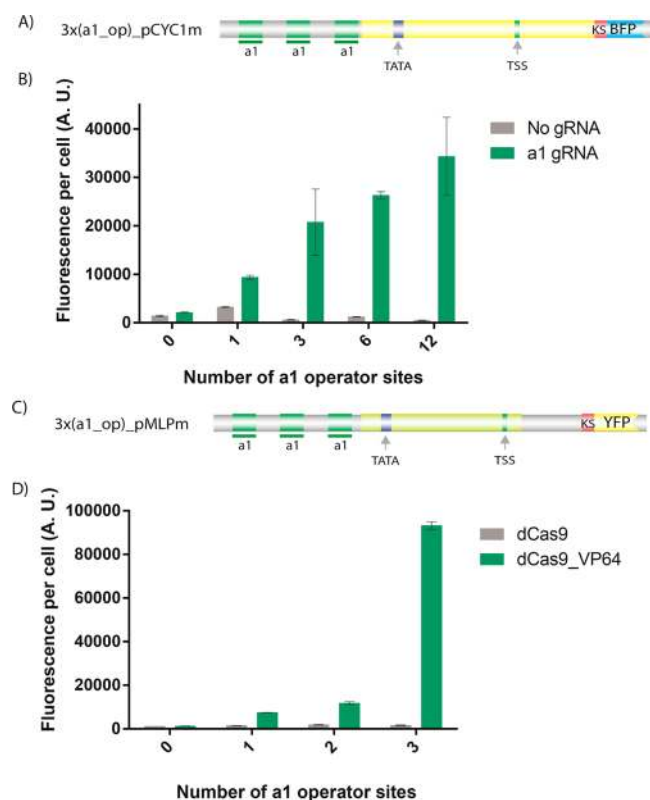 A)
3x(a1_op)_pCYC1m
KS BFP
a1 a1 a1
TATA TSS
B)
Fluorescence per cell (A. U.)
40000
30000
20000
10000
0
No gRNA
a1 gRNA
0 1 3 6 12
Number of a1 operator sites
C)
3x(a1_op)_pMLPm
KS YFP
a1 a1 a1
TATA TSS
D)
Fluorescence per cell (A. U.)
100000
80000
60000
40000
20000
0
dCas9
dCas9_VP64
0 1 2 3
Number of a1 operator sites